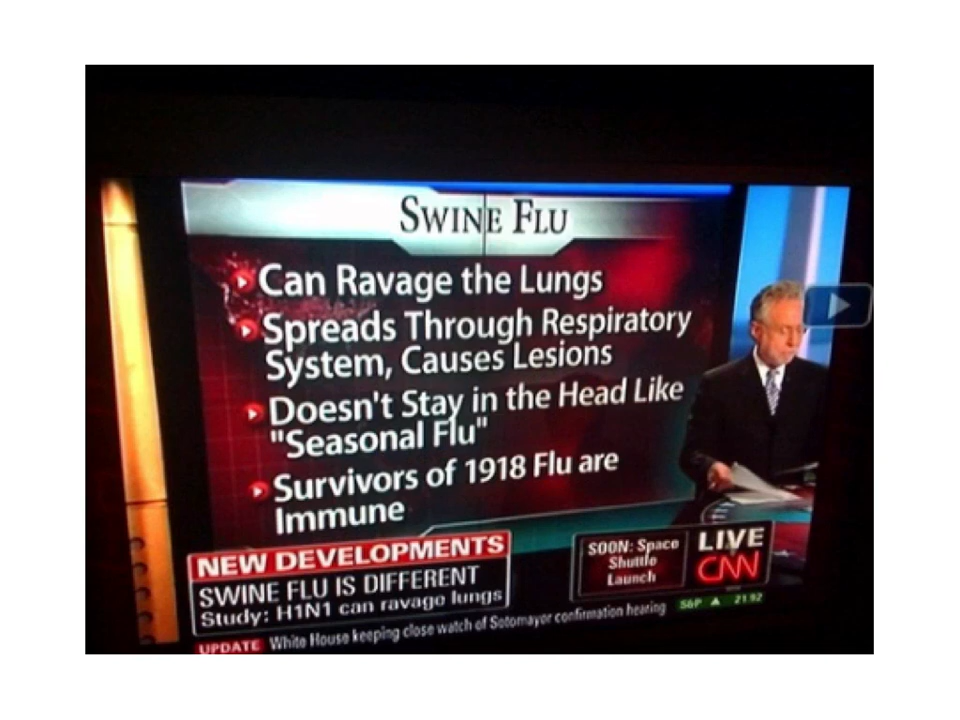 SWINE FLU
Can Ravage the Lungs
Spreads Through Respiratory
System, Causes Lesions
Doesn't Stay in the Head Like
"Seasonal Flu"
Survivors of 1918 Flu are
Immune
NEW DEVELOPMENTS
SWINE FLU IS DIFFERENT
Study: H1N1 can ravage lungs
SOON: Space
Shuttle
Launch
LIVE
CNN
S&P ▲ 21.92
UPDATE White House keeping close watch of Sotomayor confirmation hearing